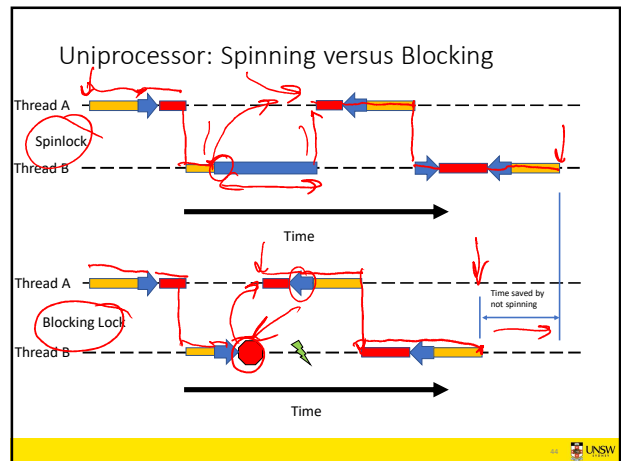 Uniprocessor: Spinning versus Blocking
Thread A
Spinlock
Thread B
Time
Thread A
Time saved by
not spinning
Blocking Lock
Thread B
Time
44
UNSW
SYDNEY